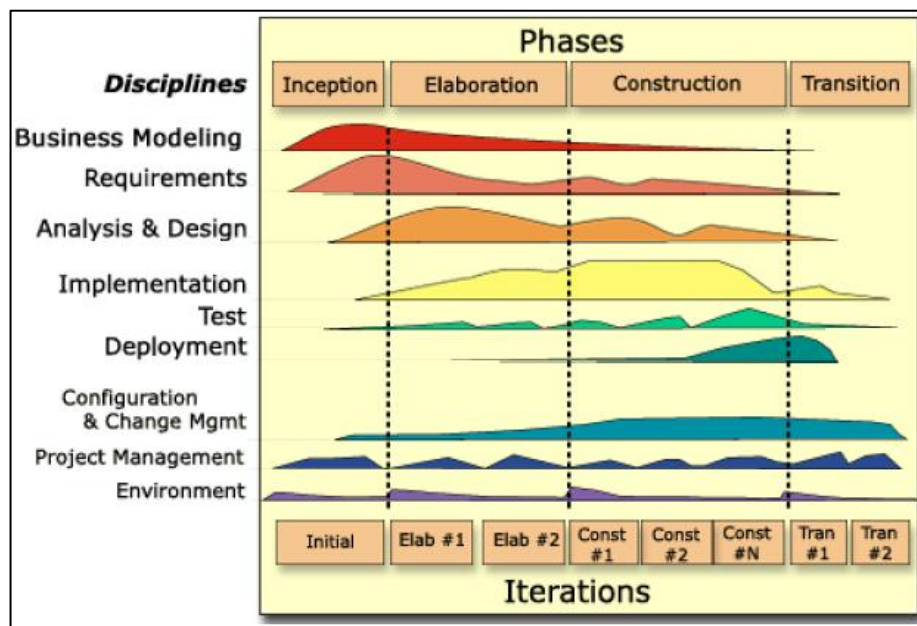 Phases
Disciplines
Inception
Elaboration
Construction
Transition
Business Modeling
Requirements
Analysis & Design
Implementation
Test
Deployment
Configuration
& Change Mgmt
Project Management
Environment
Initial
Elab #1
Elab #2
Const
#1
Const
#2
Const
#N
Tran
#1
Tran
#2
Iterations